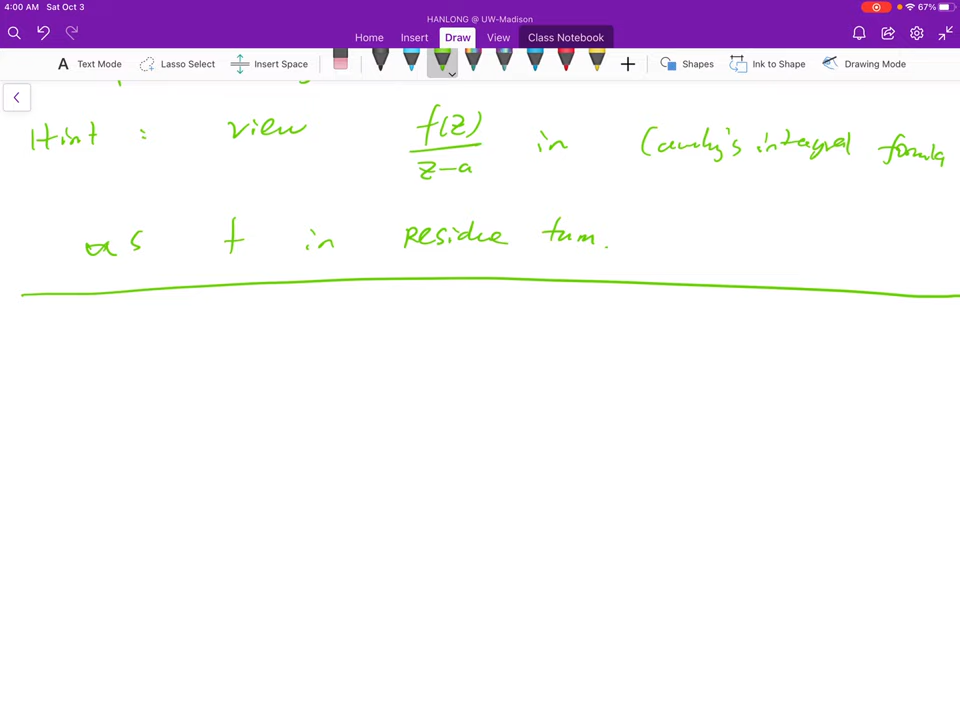 4:00 AM Sat Oct 3
67%
HANLONG @ UW-Madison
Home Insert Draw View Class Notebook
A Text Mode Lasso Select Insert Space Shapes Ink to Shape Drawing Mode
Hint : view f(z)/(z-a) in Cauchy's integral formula
as f in residue